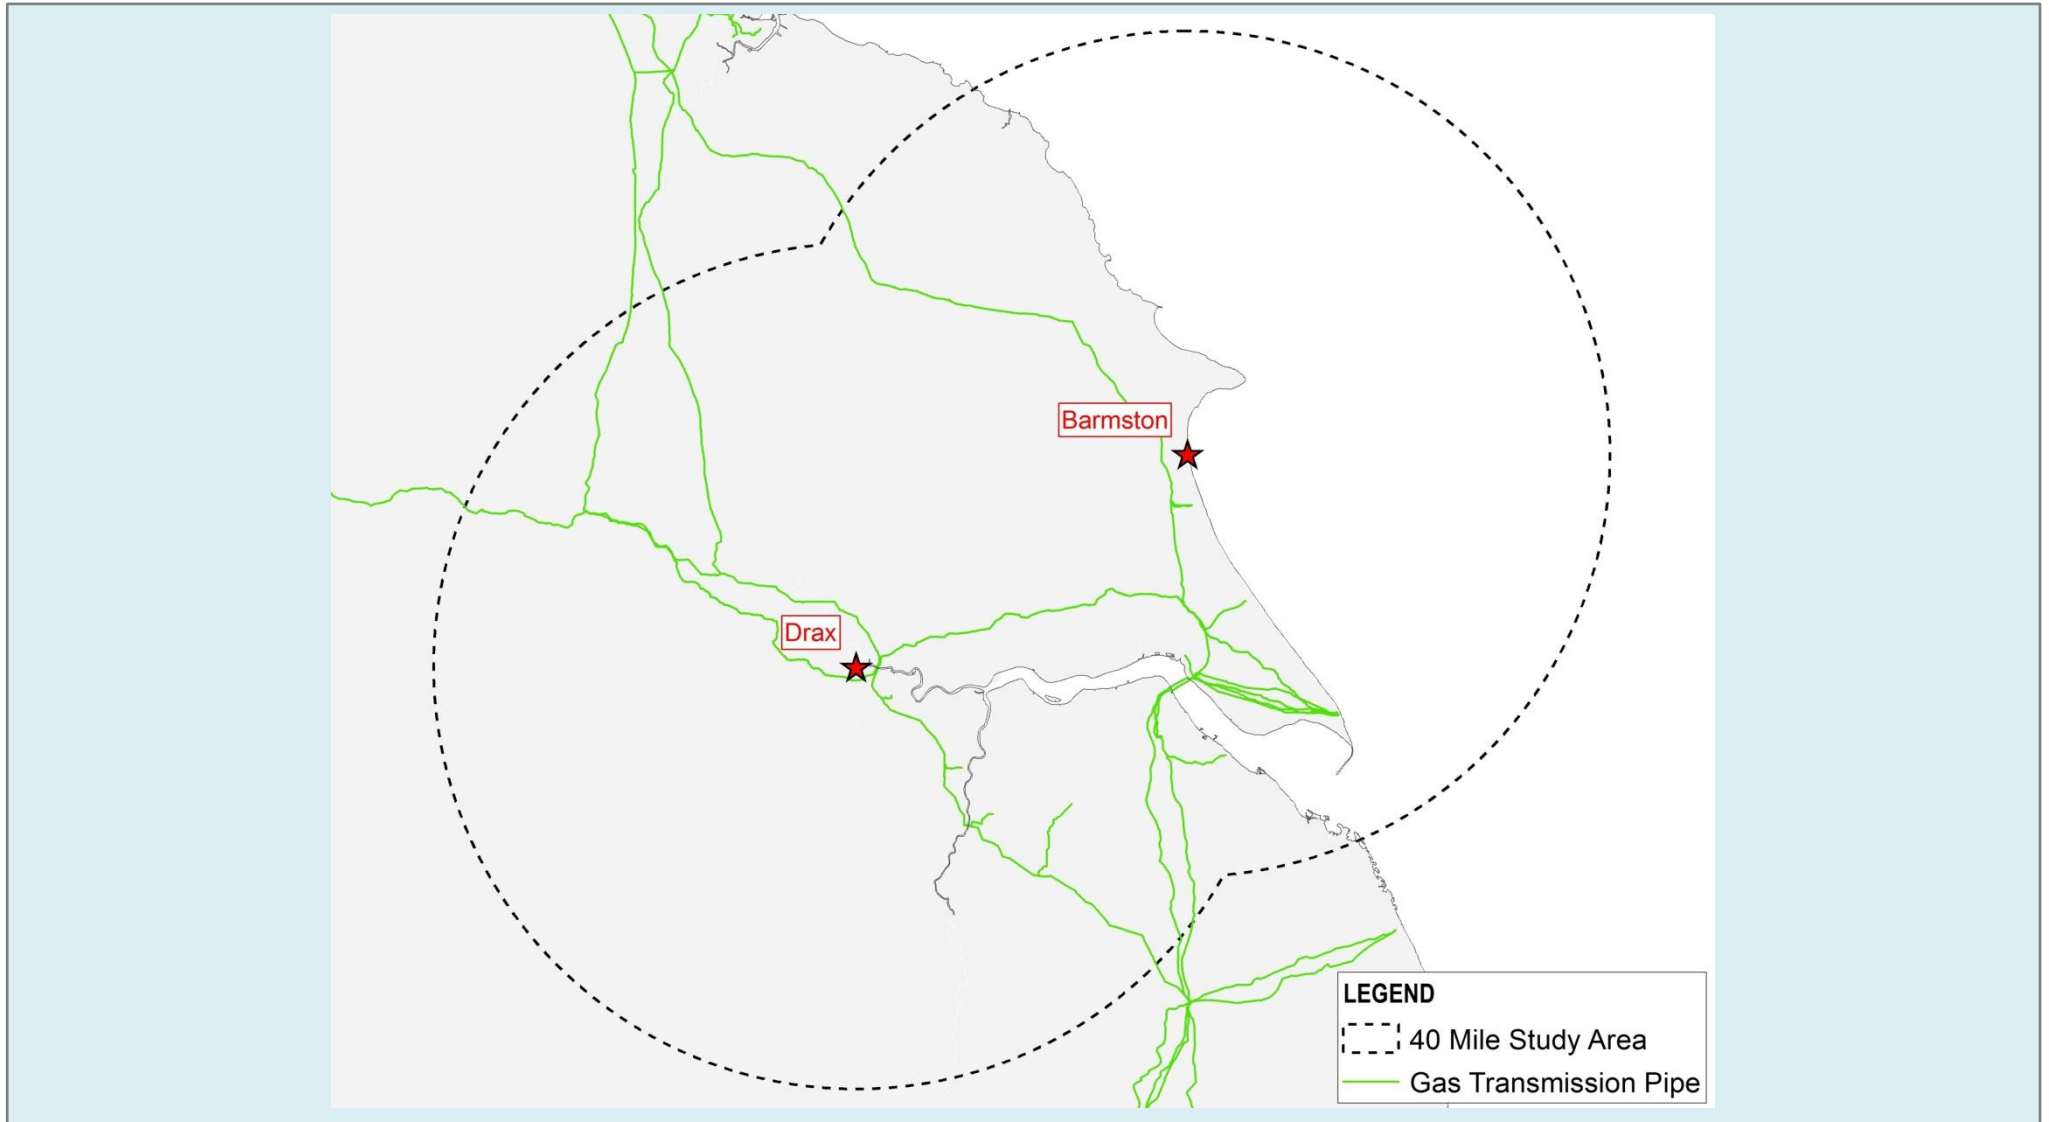 Barmston
Drax
LEGEND
40 Mile Study Area
Gas Transmission Pipe